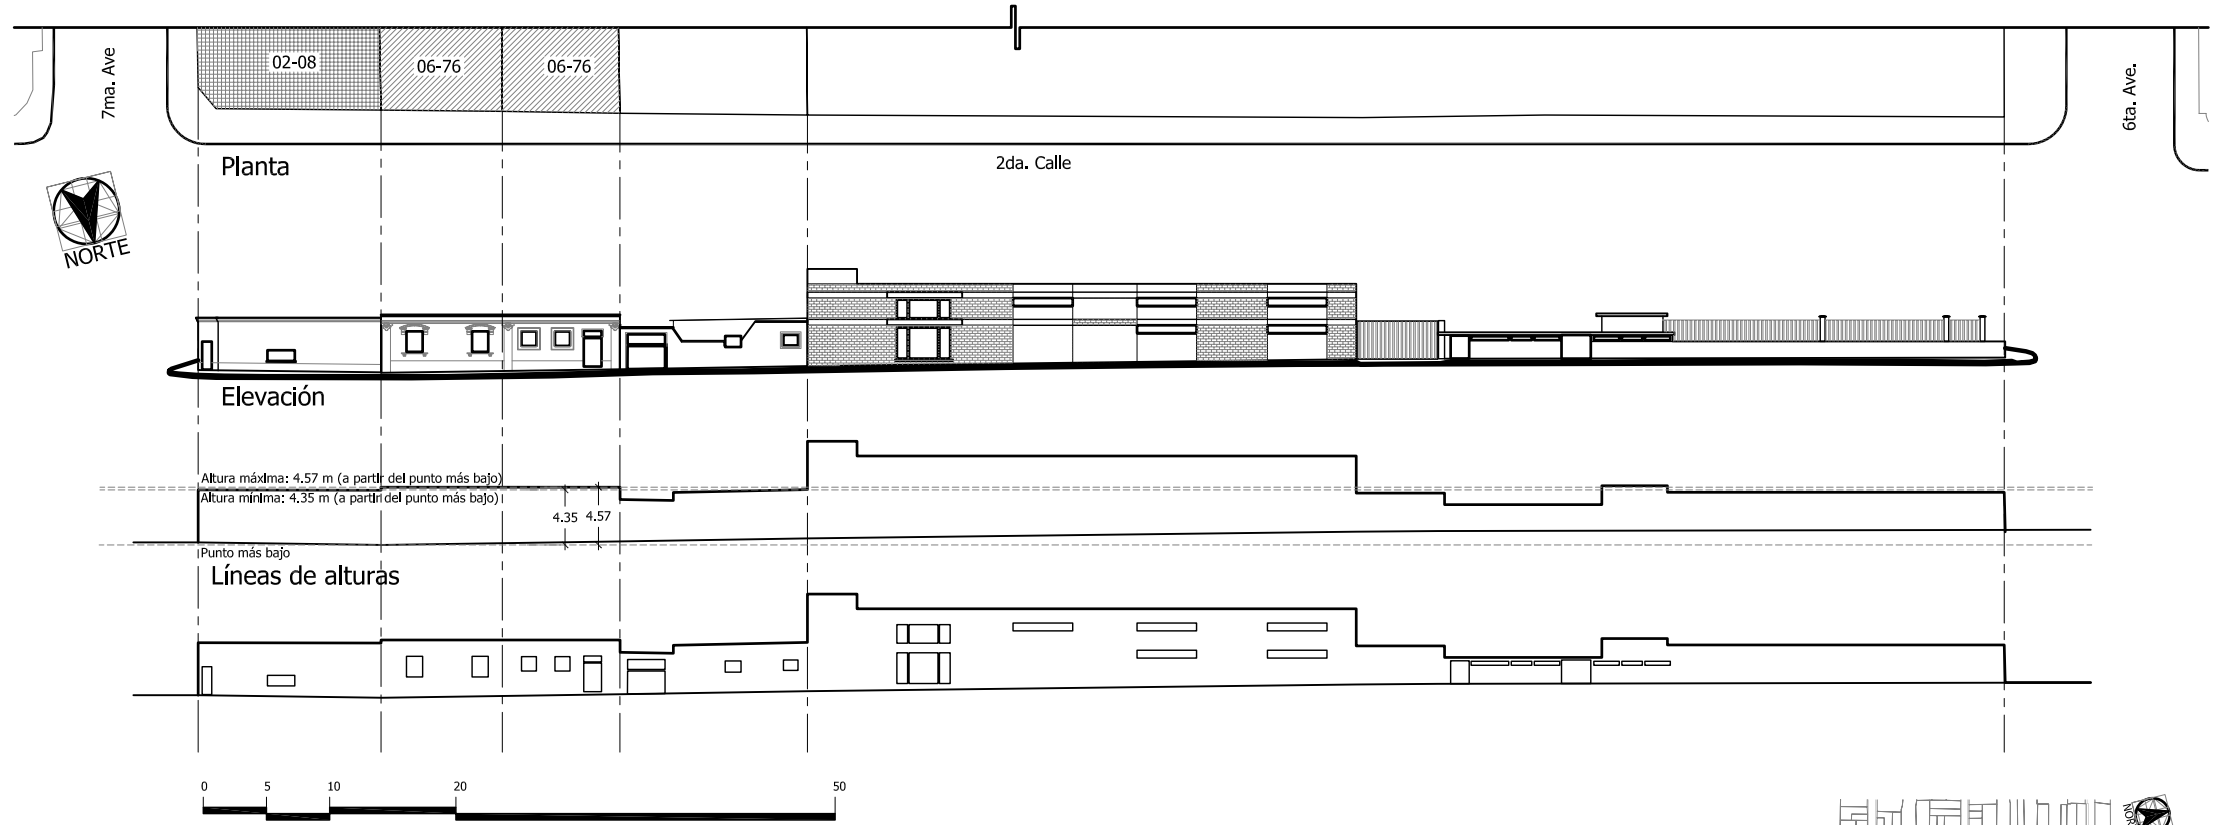 7ma. Ave
02-08
06-76
06-76
6ta. Ave.
Planta
2da. Calle
NORTE
Elevación
Altura máxima: 4.57 m (a partir del punto más bajo)
Altura mínima: 4.35 m (a partir del punto más bajo)
4.35
4.57
Punto más bajo
Líneas de alturas
0
5
10
20
50